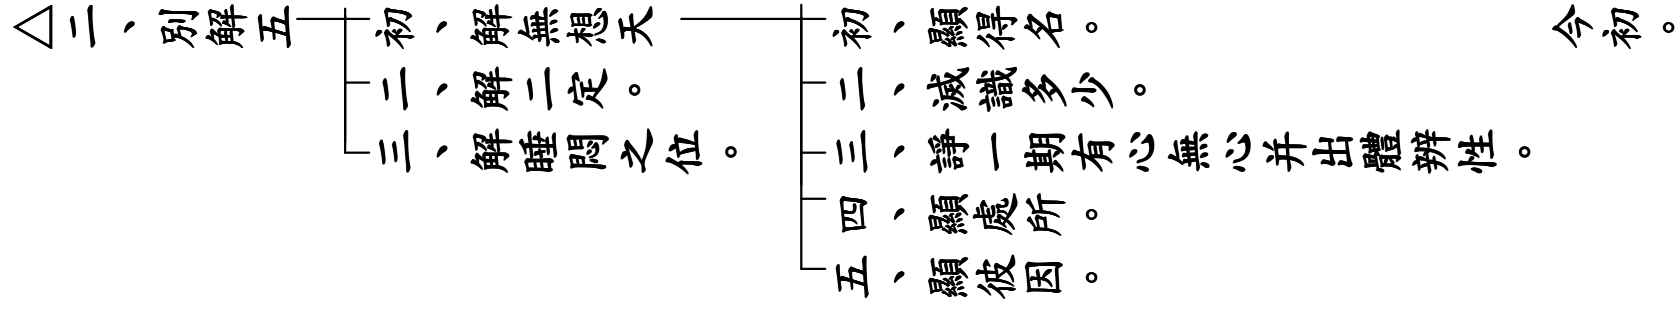 △二、別解五
初、解無想天
初、顯得名。
今初。
二、滅識多少。
三、諍一期有心無心并出體辨性。
四、顯處所。
五、顯彼因。
二、解二定。
三、解睡悶之位。